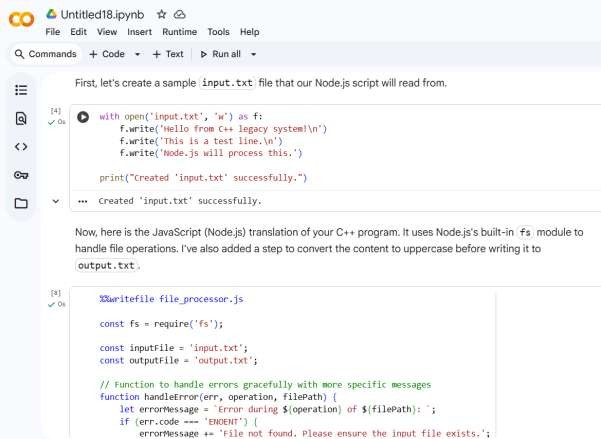 CO
Untitled18.ipynb
File Edit View Insert Runtime Tools Help
Commands + Code + Text Run all
First, let's create a sample input.txt file that our Node.js script will read from.
[4]
0s
with open('input.txt', 'w') as f:
    f.write('Hello from C++ legacy system!\n')
    f.write('This is a test line.\n')
    f.write('Node.js will process this.')
print("Created 'input.txt' successfully.")
Created 'input.txt' successfully.
Now, here is the JavaScript (Node.js) translation of your C++ program. It uses Node.js's built-in fs module to
handle file operations. I've also added a step to convert the content to uppercase before writing it to
output.txt.
[8]
0s
%%writefile file_processor.js
const fs = require('fs');
const inputFile = 'input.txt';
const outputFile = 'output.txt';
// Function to handle errors gracefully with more specific messages
function handleError(err, operation, filePath) {
    let errorMessage = `Error during ${operation} of ${filePath}: `;
    if (err.code === 'ENOENT') {
        errorMessage += 'File not found. Please ensure the input file exists.';